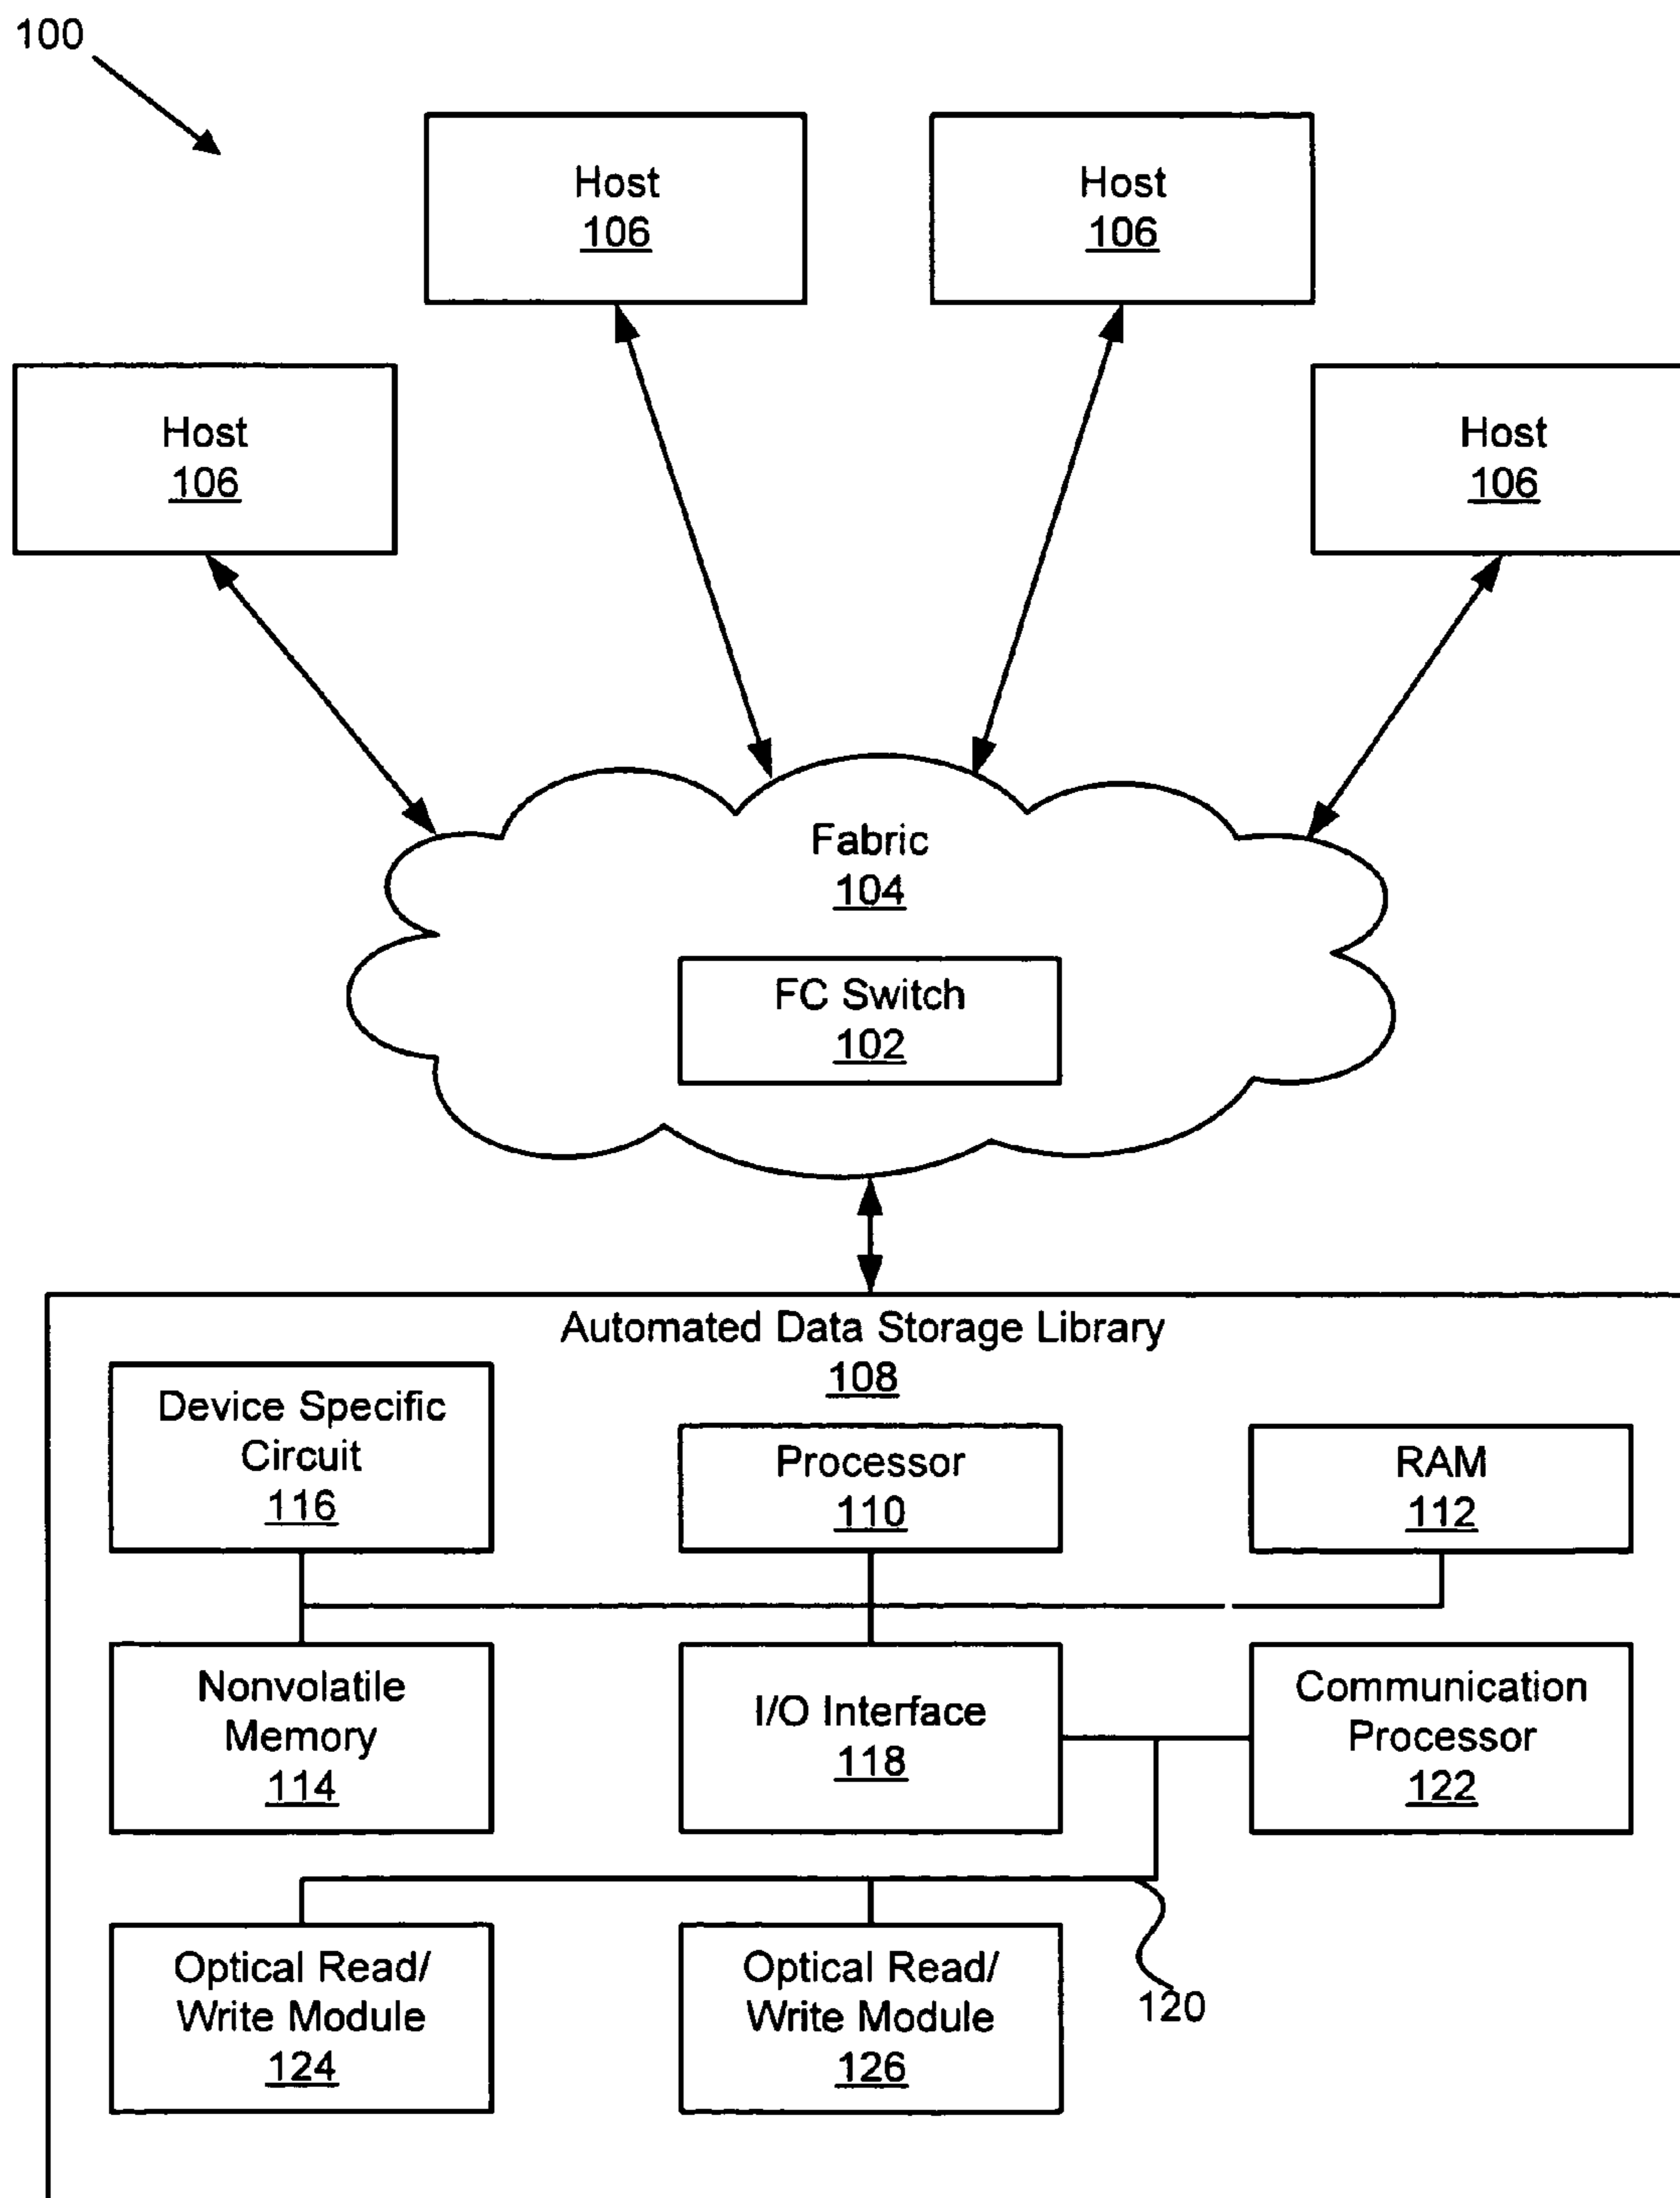 100
Host
106
Host
106
Host
106
Host
106
Fabric
104
FC Switch
102
Automated Data Storage Library
108
Device Specific
Circuit
116
Processor
110
RAM
112
Nonvolatile
Memory
114
I/O Interface
118
Communication
Processor
122
Optical Read/
Write Module
124
Optical Read/
Write Module
126
120